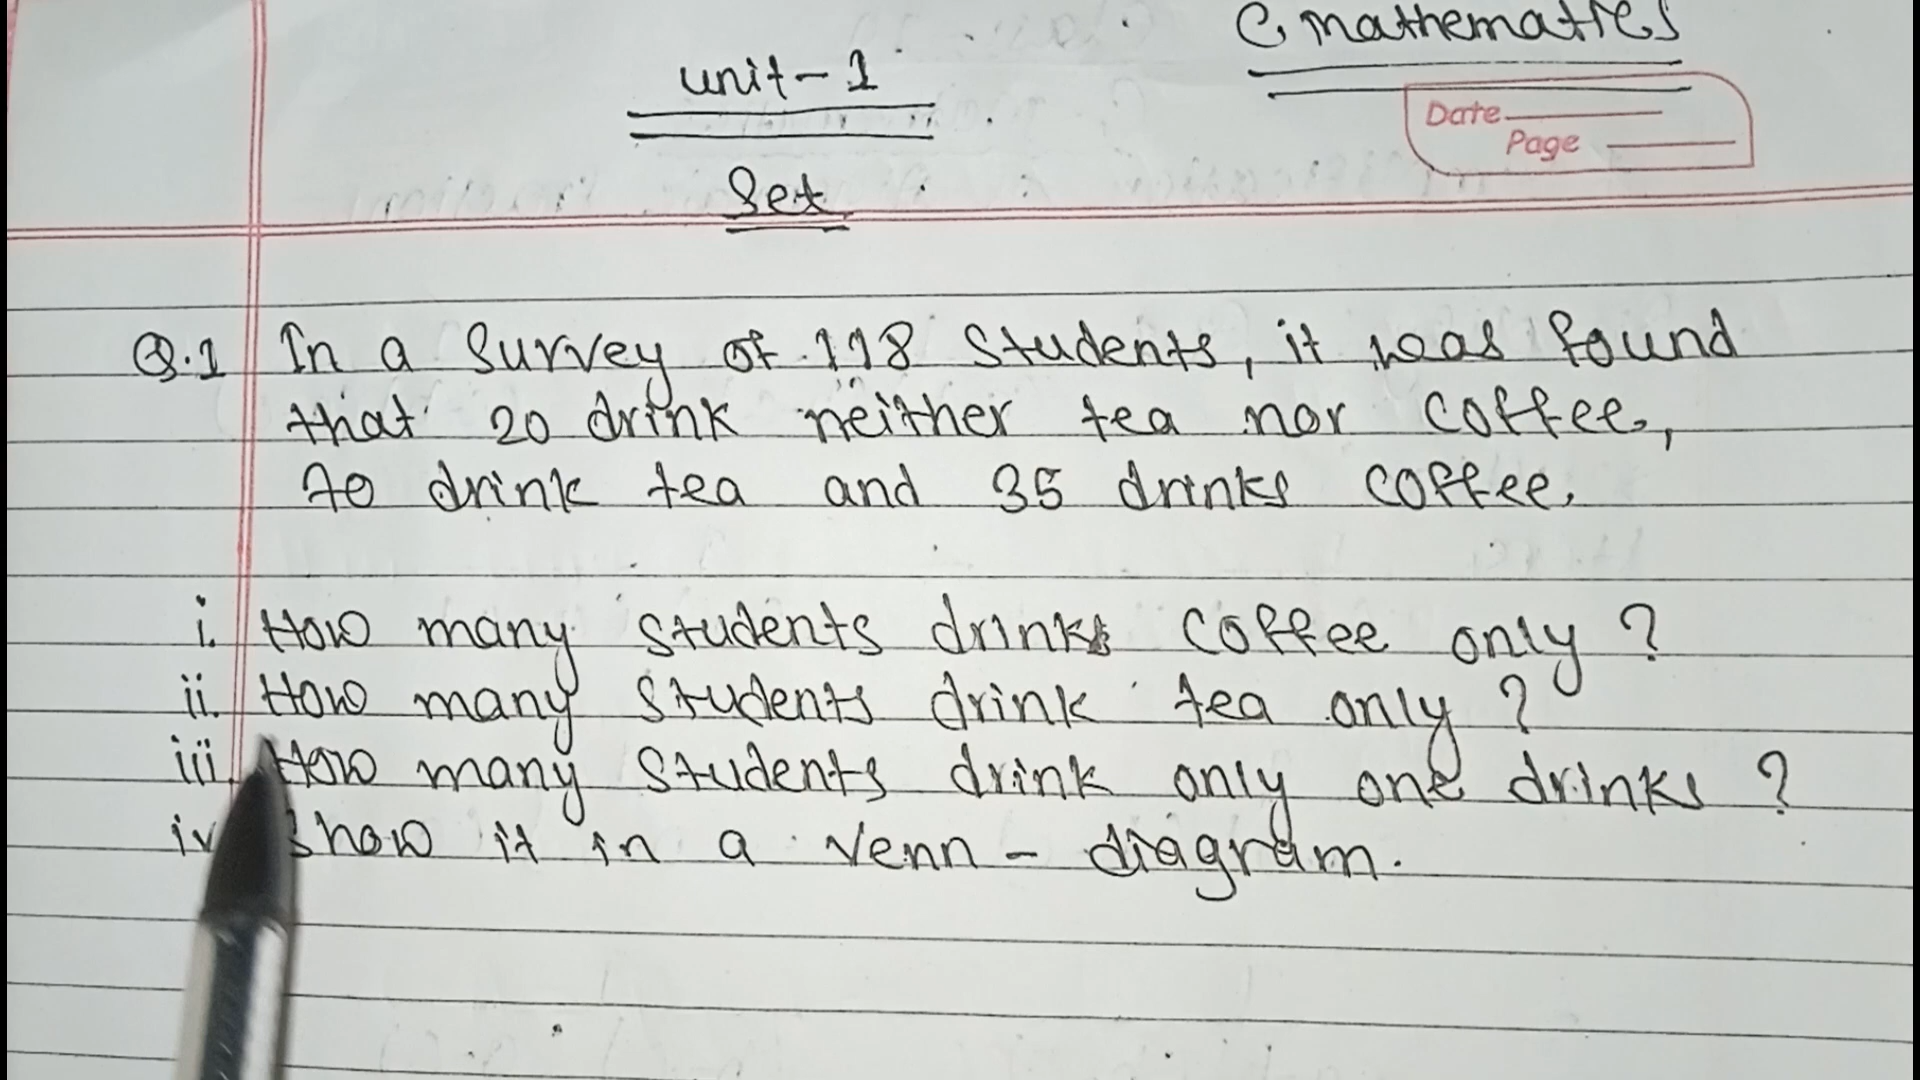 C. mathematics
unit-1
Date
Page
Set
Q.1 In a Survey of 118 Students, it was found
that 20 drink neither tea nor coffee,
70 drink tea and 35 drinks coffee.
i. How many students drink coffee only?
ii. How many students drink tea only?
iii. How many students drink only one drinks?
iv show it in a venn-diagram.